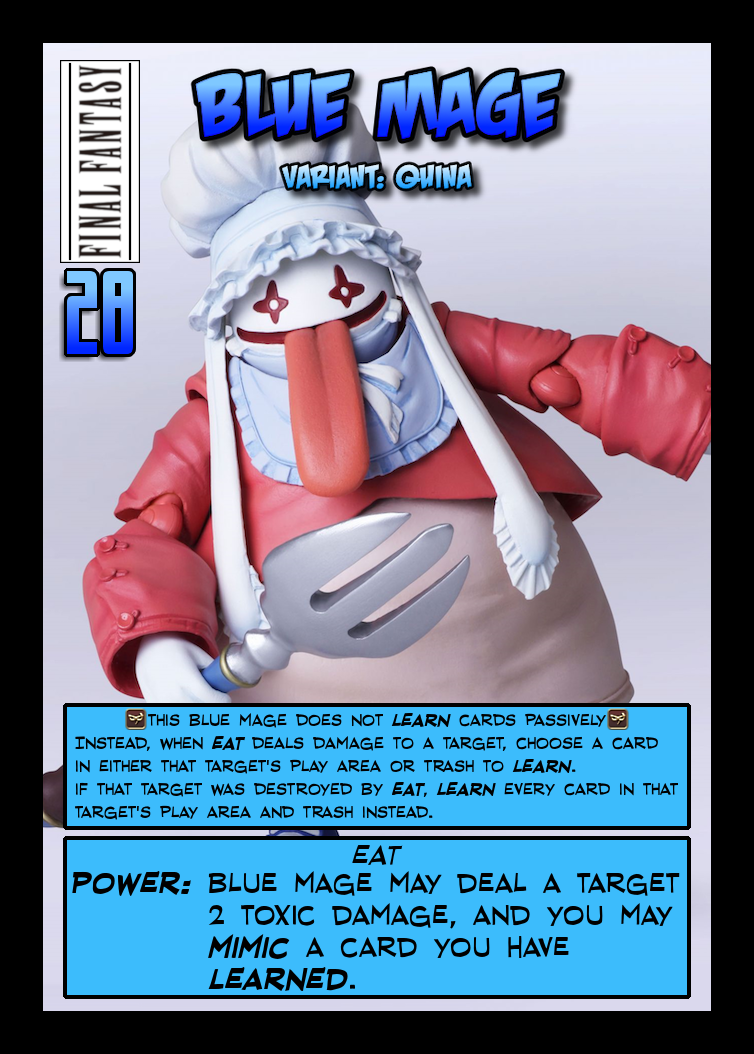 FINAL FANTASY
BLUE MAGE
VARIANT: QUINA
28
THIS BLUE MAGE DOES NOT LEARN CARDS PASSIVELY
INSTEAD, WHEN EAT DEALS DAMAGE TO A TARGET, CHOOSE A CARD
IN EITHER THAT TARGET'S PLAY AREA OR TRASH TO LEARN.
IF THAT TARGET WAS DESTROYED BY EAT, LEARN EVERY CARD IN THAT
TARGET'S PLAY AREA AND TRASH INSTEAD.
EAT
POWER: BLUE MAGE MAY DEAL A TARGET
2 TOXIC DAMAGE, AND YOU MAY
MIMIC A CARD YOU HAVE
LEARNED.